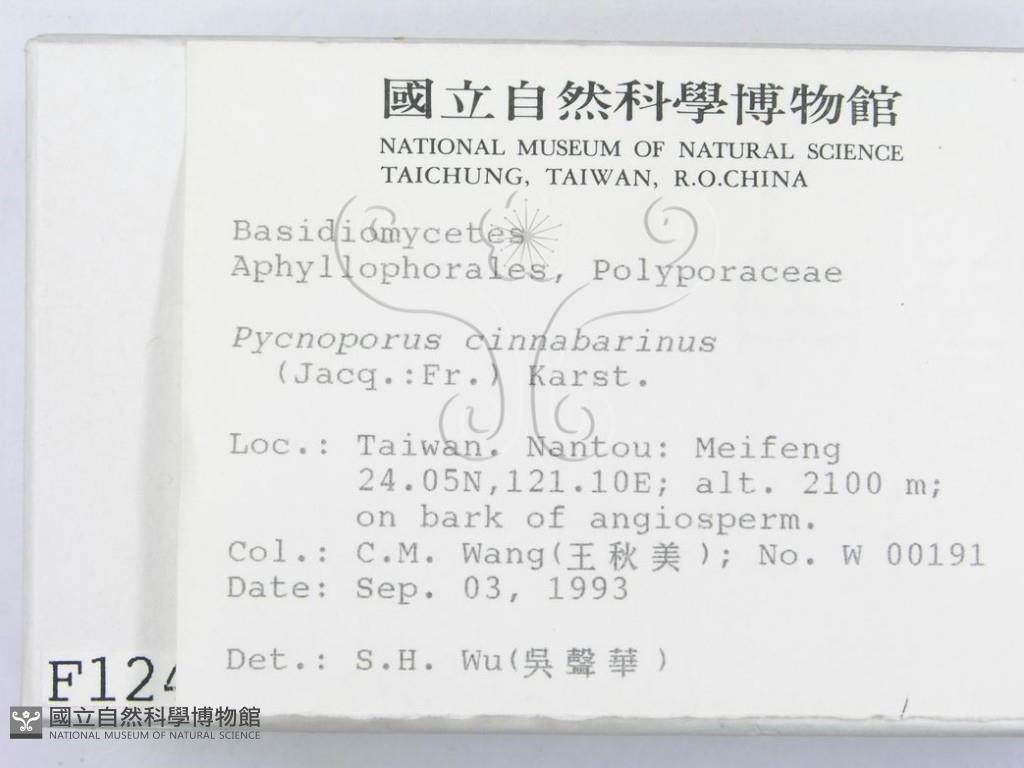 國立自然科學博物館
NATIONAL MUSEUM OF NATURAL SCIENCE
TAICHUNG, TAIWAN, R.O.CHINA
Basidiomycetes
Aphyllophorales, Polyporaceae
Pycnoporus cinnabarinus
(Jacq.:Fr.) Karst.
Loc.: Taiwan. Nantou: Meifeng
24.05N,121.10E; alt. 2100 m;
on bark of angiosperm.
Col.: C.M. Wang(王秋美); No. W 00191
Date: Sep. 03, 1993
Det.: S.H. Wu(吳聲華)
F124
國立自然科學博物館
NATIONAL MUSEUM OF NATURAL SCIENCE